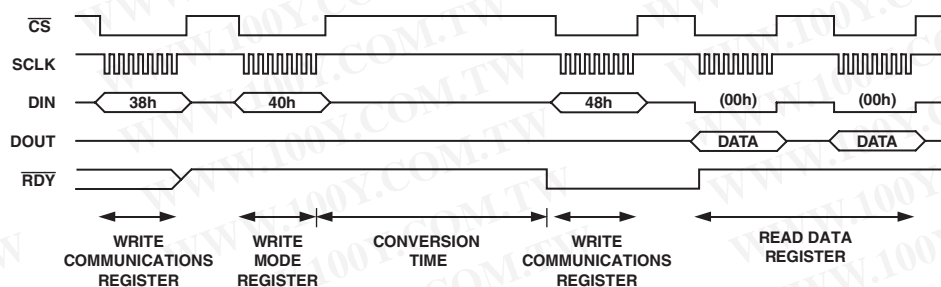 CS
SCLK
DIN 38h 40h 48h (00h) (00h)
DOUT DATA DATA
RDY
WRITE COMMUNICATIONS REGISTER
WRITE MODE REGISTER
CONVERSION TIME
WRITE COMMUNICATIONS REGISTER
READ DATA REGISTER
WWW.100Y.COM.TW